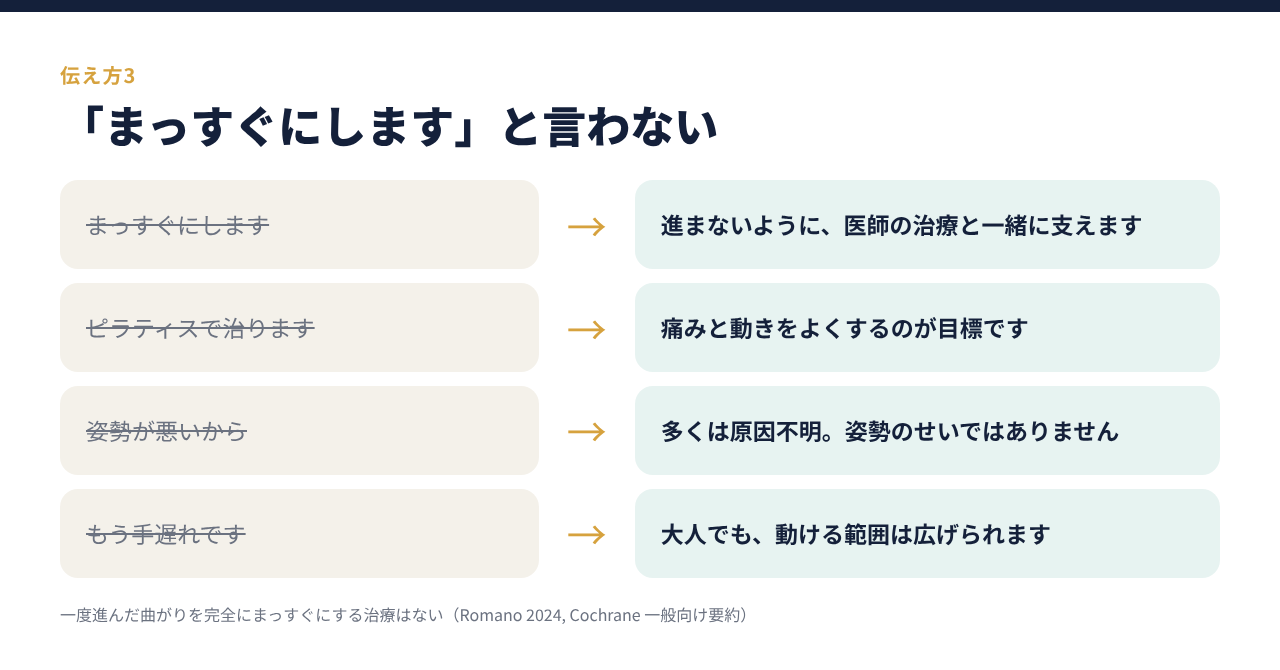 伝え方3
「まっすぐにします」と言わない
まっすぐにします
→
進まないように、医師の治療と一緒に支えます
ピラティスで治ります
→
痛みと動きをよくするのが目標です
姿勢が悪いから
→
多くは原因不明。姿勢のせいではありません
もう手遅れです
→
大人でも、動ける範囲は広げられます
一度進んだ曲がりを完全にまっすぐにする治療はない（Romano 2024, Cochrane 一般向け要約）